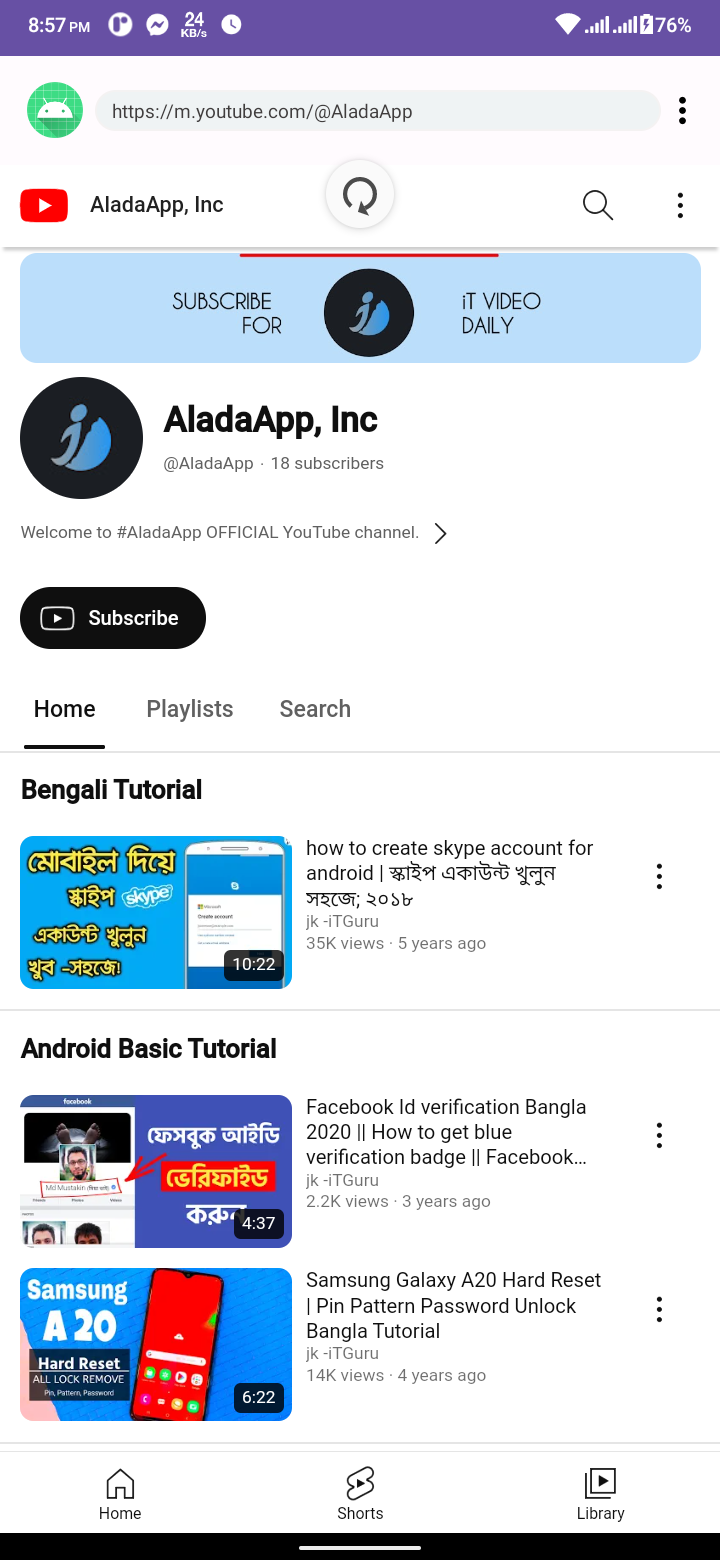 8:57 PM 24 KB/s 76%
https://m.youtube.com/@AladaApp
AladaApp, Inc
SUBSCRIBE FOR
iT VIDEO DAILY
AladaApp, Inc
@AladaApp · 18 subscribers
Welcome to #AladaApp OFFICIAL YouTube channel.
Subscribe
Home Playlists Search
Bengali Tutorial
মোবাইল দিয়ে
স্কাইপ skype
একাউন্ট খুলুন
খুব -সহজে!
Microsoft
Create account
10:22
how to create skype account for
android | স্কাইপ একাউন্ট খুলুন
সহজে; ২০১৮
jk -iTGuru
35K views · 5 years ago
Android Basic Tutorial
facebook
Md Mustakin
ফেসবুক আইডি
ভেরিফাইড
করুন
4:37
Facebook Id verification Bangla
2020 || How to get blue
verification badge || Facebook...
jk -iTGuru
2.2K views · 3 years ago
Samsung
A 20
Hard Reset
ALL LOCK REMOVE
Pin, Pattern, Password
6:22
Samsung Galaxy A20 Hard Reset
| Pin Pattern Password Unlock
Bangla Tutorial
jk -iTGuru
14K views · 4 years ago
Home Shorts Library